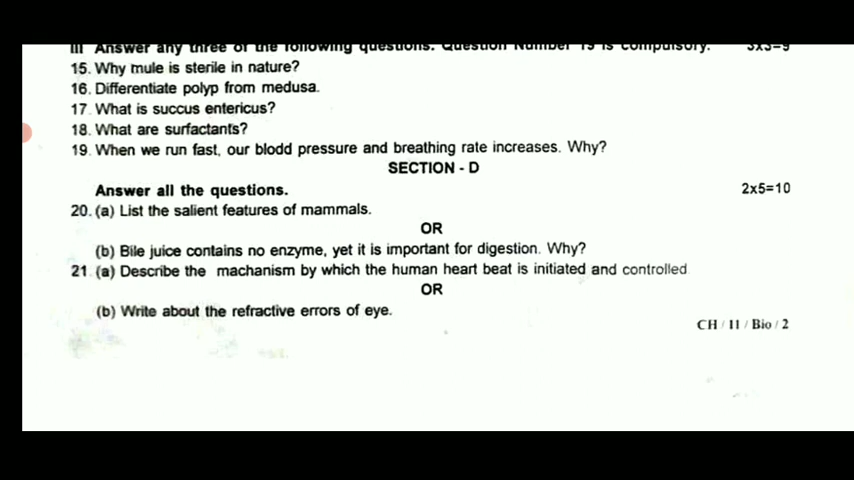 III Answer any three of the following questions. Question Number 19 is compulsory. 3x3=9
15. Why mule is sterile in nature?
16. Differentiate polyp from medusa.
17. What is succus entericus?
18. What are surfactants?
19. When we run fast, our blodd pressure and breathing rate increases. Why?
SECTION - D
Answer all the questions. 2x5=10
20. (a) List the salient features of mammals.
OR
(b) Bile juice contains no enzyme, yet it is important for digestion. Why?
21. (a) Describe the machanism by which the human heart beat is initiated and controlled
OR
(b) Write about the refractive errors of eye.
CH / 11 / Bio / 2